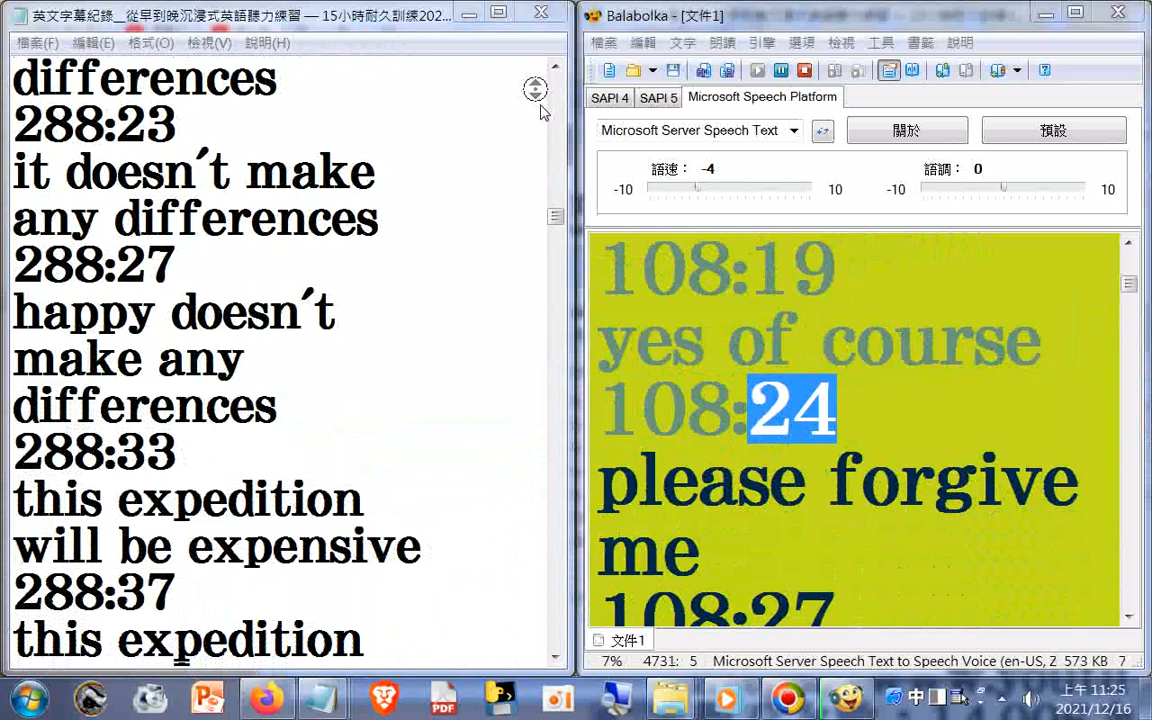 英文字幕紀錄__從早到晚沉浸式英語聽力練習 — 15小時耐久訓練202...
檔案(F) 編輯(E) 格式(O) 檢視(V) 說明(H)
differences
288:23
it doesn't make
any differences
288:27
happy doesn't
make any
differences
288:33
this expedition
will be expensive
288:37
this expedition
Balabolka - [文件1]
檔案 編輯 文字 朗讀 引擎 選項 檢視 工具 書籤 說明
SAPI 4 SAPI 5 Microsoft Speech Platform
Microsoft Server Speech Text 關於 預設
語速： -4 語調： 0
-10 10 -10 10
108:19
yes of course
108:24
please forgive
me
108:27
文件1
7% 4731: 5 Microsoft Server Speech Text to Speech Voice (en-US, Z 573 KB 7
中
上午 11:25
2021/12/16